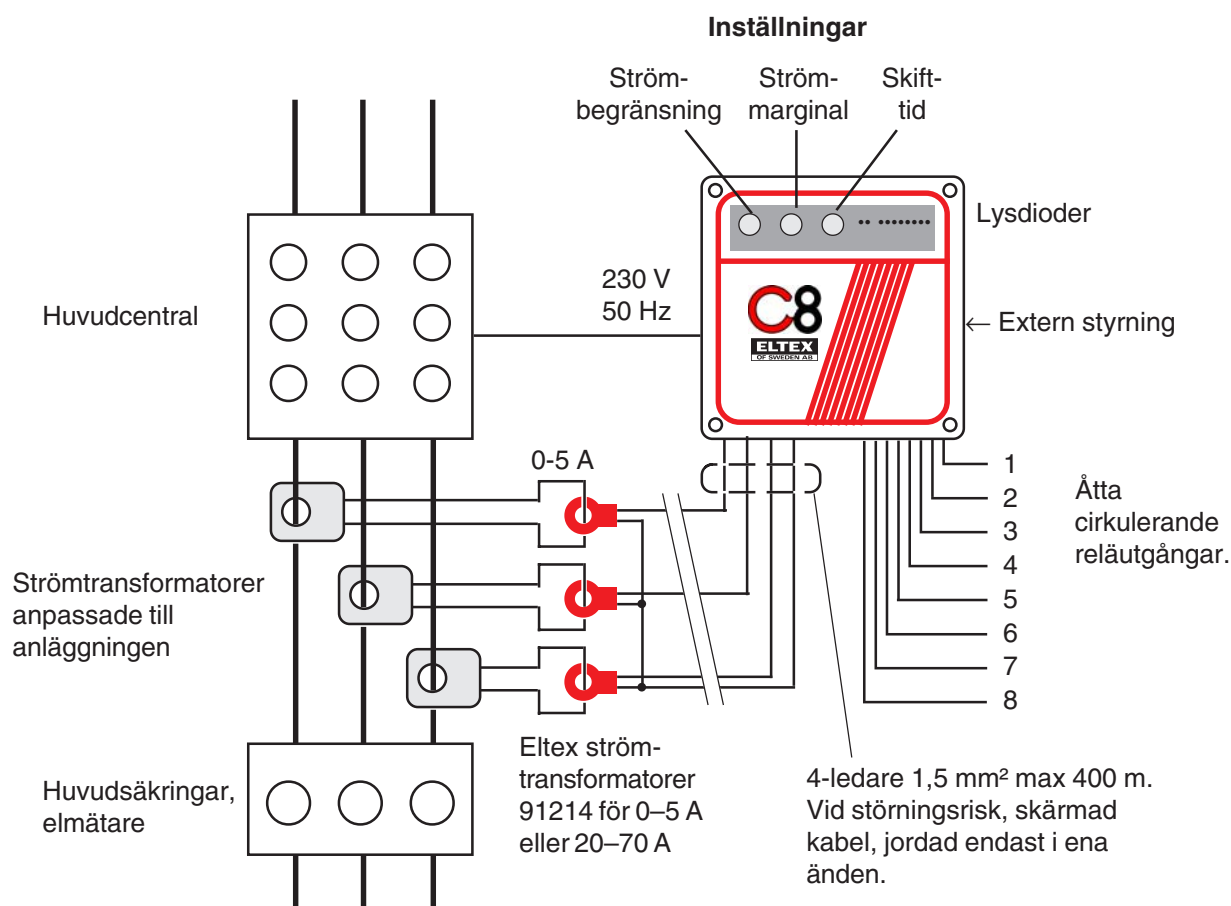 Inställningar
Ström-
begränsning
Ström-
marginal
Skift-
tid
Lysdioder
230 V
50 Hz
C8
ELTEX
OF SWEDEN AB
Huvudcentral
← Extern styrning
0-5 A
1
2
3
4
5
6
7
8
Åtta
cirkulerande
reläutgångar.
Strömtransformatorer
anpassade till
anläggningen
Huvudsäkringar,
elmätare
Eltex ström-
transformatorer
91214 för 0–5 A
eller 20–70 A
4-ledare 1,5 mm² max 400 m.
Vid störningsrisk, skärmad
kabel, jordad endast i ena
änden.